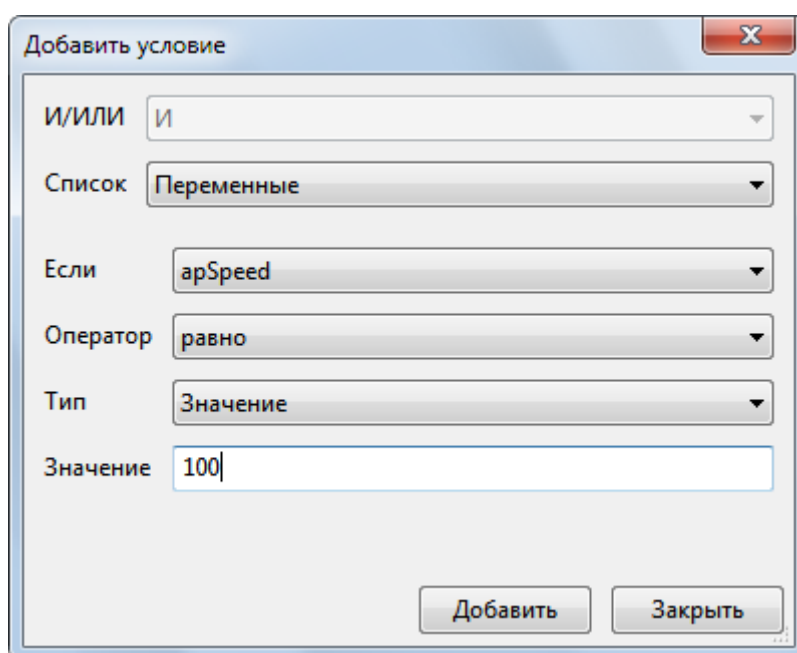 Добавить условие
И/ИЛИ И
Список Переменные
Если apSpeed
Оператор равно
Тип Значение
Значение 100
Добавить Закрыть